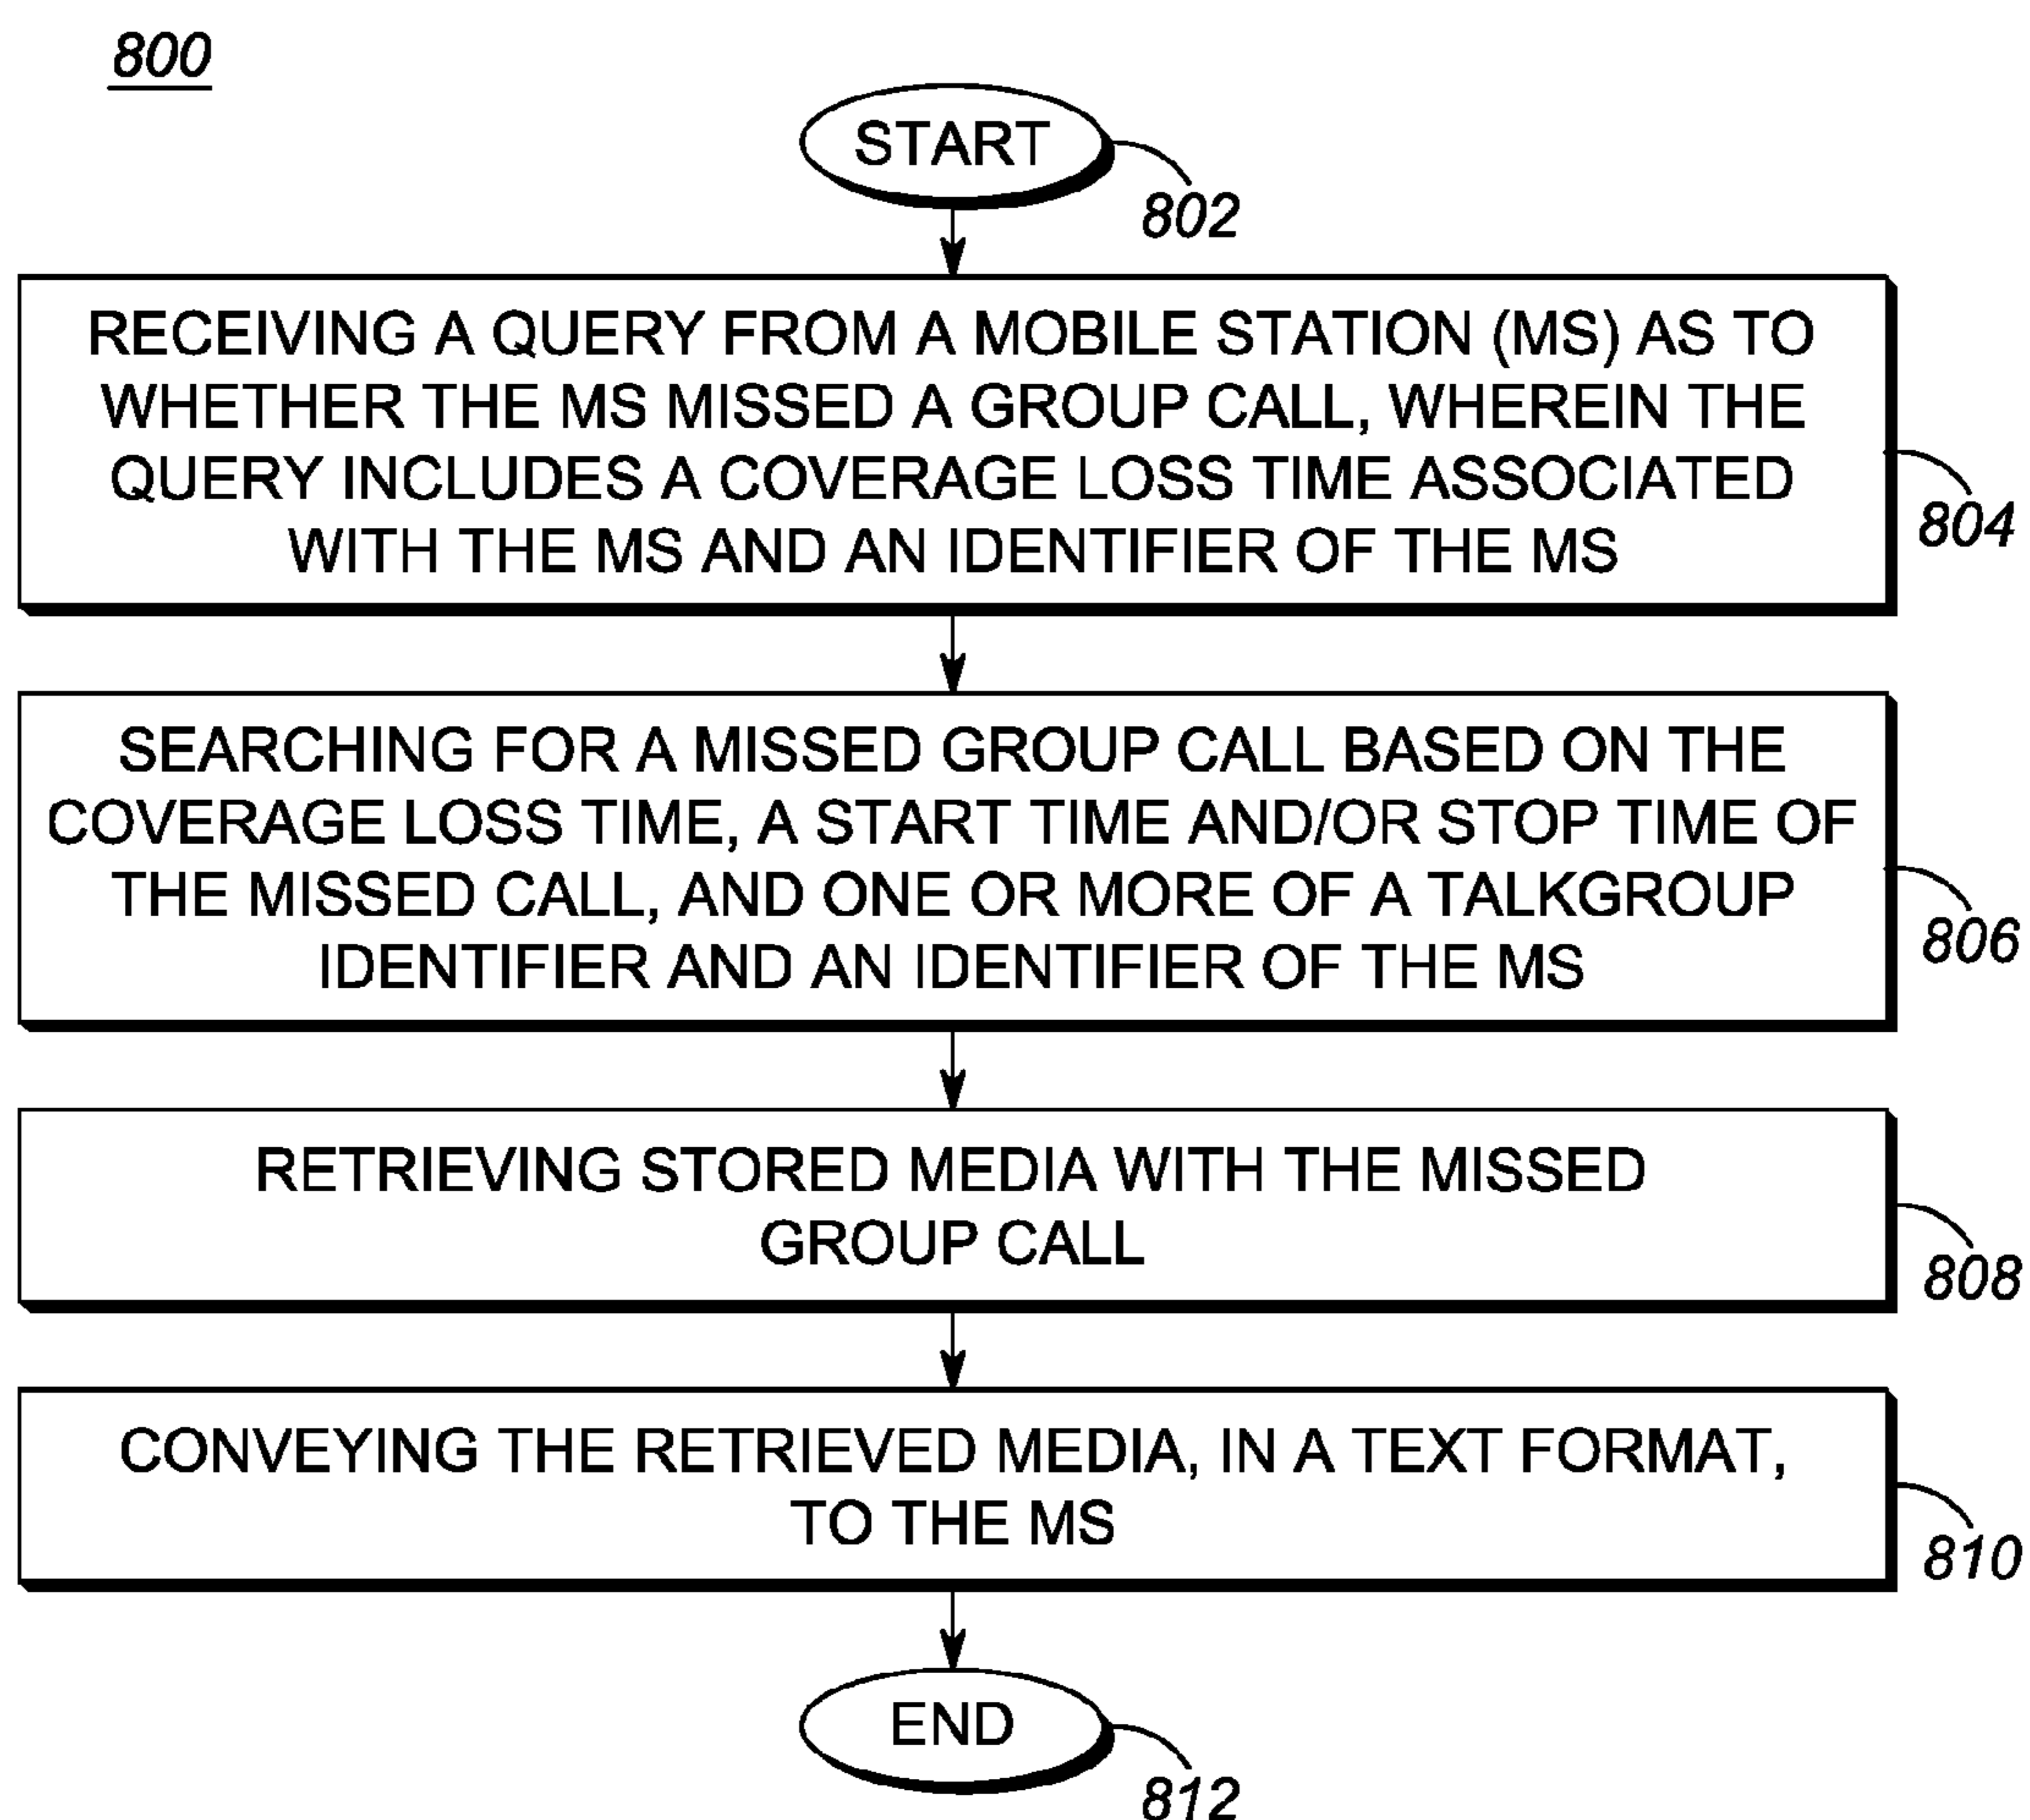 800
START
802
RECEIVING A QUERY FROM A MOBILE STATION (MS) AS TO
WHETHER THE MS MISSED A GROUP CALL, WHEREIN THE
QUERY INCLUDES A COVERAGE LOSS TIME ASSOCIATED
WITH THE MS AND AN IDENTIFIER OF THE MS
804
SEARCHING FOR A MISSED GROUP CALL BASED ON THE
COVERAGE LOSS TIME, A START TIME AND/OR STOP TIME OF
THE MISSED CALL, AND ONE OR MORE OF A TALKGROUP
IDENTIFIER AND AN IDENTIFIER OF THE MS
806
RETRIEVING STORED MEDIA WITH THE MISSED
GROUP CALL
808
CONVEYING THE RETRIEVED MEDIA, IN A TEXT FORMAT,
TO THE MS
810
END
812